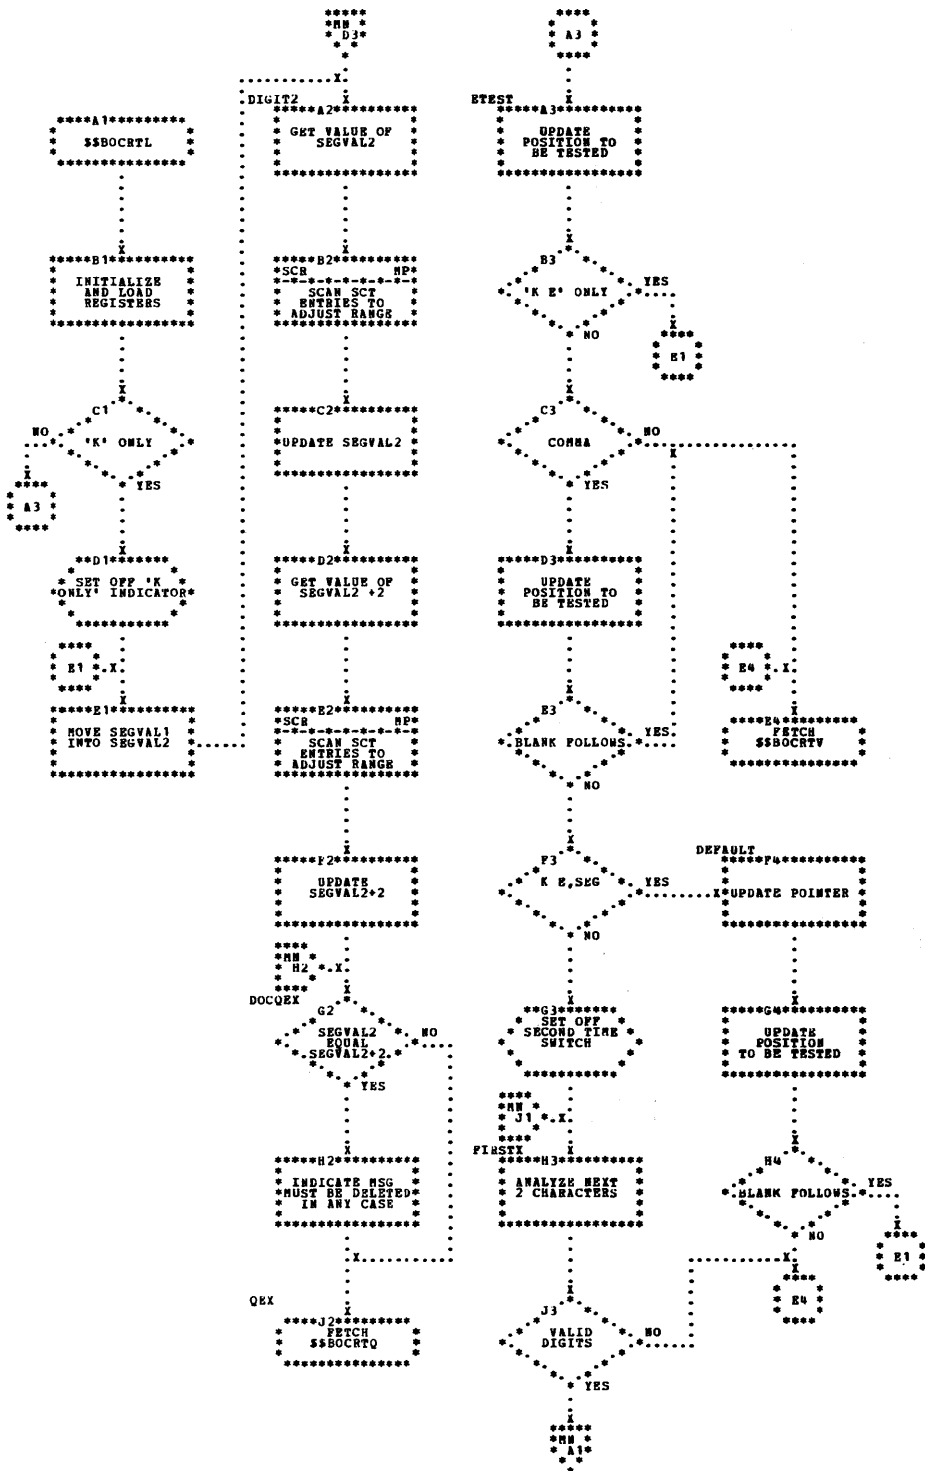 MN
D3
A3
DIGIT2
ETEST
A1
$$BOCRTL
A2
GET VALUE OF
SEGVAL2
A3
UPDATE
POSITION TO
BE TESTED
B1
INITIALIZE
AND LOAD
REGISTERS
B2
SCR MP
SCAN SCT
ENTRIES TO
ADJUST RANGE
B3
'K E' ONLY
YES
NO
E1
C1
'K' ONLY
NO
YES
A3
C2
UPDATE SEGVAL2
C3
COMMA
NO
YES
D1
SET OFF 'K
ONLY' INDICATOR
D2
GET VALUE OF
SEGVAL2 +2
D3
UPDATE
POSITION TO
BE TESTED
E1
E4
E1
MOVE SEGVAL1
INTO SEGVAL2
E2
SCR MP
SCAN SCT
ENTRIES TO
ADJUST RANGE
E3
BLANK FOLLOWS
YES
NO
E4
FETCH
$$BOCRTV
F2
UPDATE
SEGVAL2+2
F3
K E,SEG
YES
NO
DEFAULT
F4
UPDATE POINTER
MN
H2
DOCQEX
G2
SEGVAL2
EQUAL
SEGVAL2+2
NO
YES
G3
SET OFF
SECOND TIME
SWITCH
G4
UPDATE
POSITION
TO BE TESTED
MN
J1
FIRSTX
H2
INDICATE MSG
MUST BE DELETED
IN ANY CASE
H3
ANALYZE NEXT
2 CHARACTERS
H4
BLANK FOLLOWS
YES
NO
E1
E4
QEX
J2
FETCH
$$BOCRTQ
J3
VALID
DIGITS
NO
YES
MN
A1